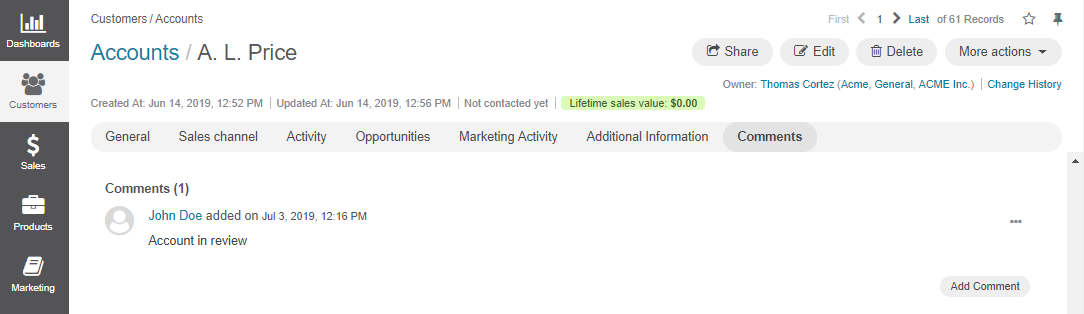 Dashboards
Customers
Sales
Products
Marketing
Customers / Accounts
First 1 Last of 61 Records
Accounts / A. L. Price
Share Edit Delete More actions
Owner: Thomas Cortez (Acme, General, ACME Inc.) Change History
Created At: Jun 14, 2019, 12:52 PM Updated At: Jun 14, 2019, 12:56 PM Not contacted yet Lifetime sales value: $0.00
General Sales channel Activity Opportunities Marketing Activity Additional Information Comments
Comments (1)
John Doe added on Jul 3, 2019, 12:16 PM
Account in review
Add Comment